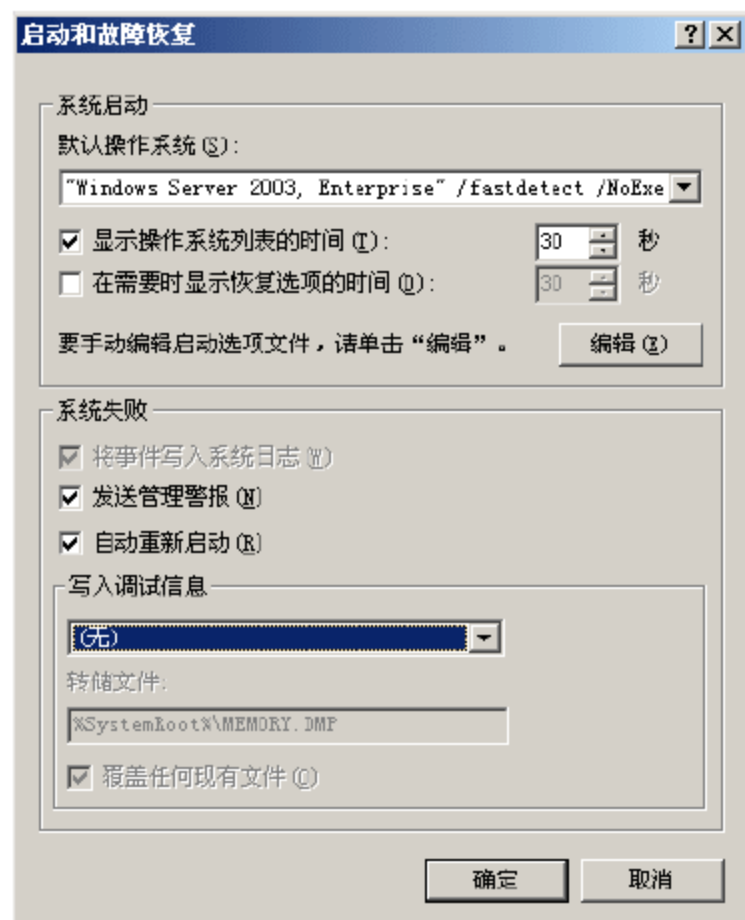 启动和故障恢复
系统启动
默认操作系统(S):
"Windows Server 2003, Enterprise" /fastdetect /NoExe
显示操作系统列表的时间(T): 30 秒
在需要时显示恢复选项的时间(D): 30 秒
要手动编辑启动选项文件，请单击“编辑”。 编辑(E)
系统失败
将事件写入系统日志(W)
发送管理警报(N)
自动重新启动(R)
写入调试信息
(无)
转储文件:
%SystemRoot%\MEMORY.DMP
覆盖任何现有文件(O)
确定 取消